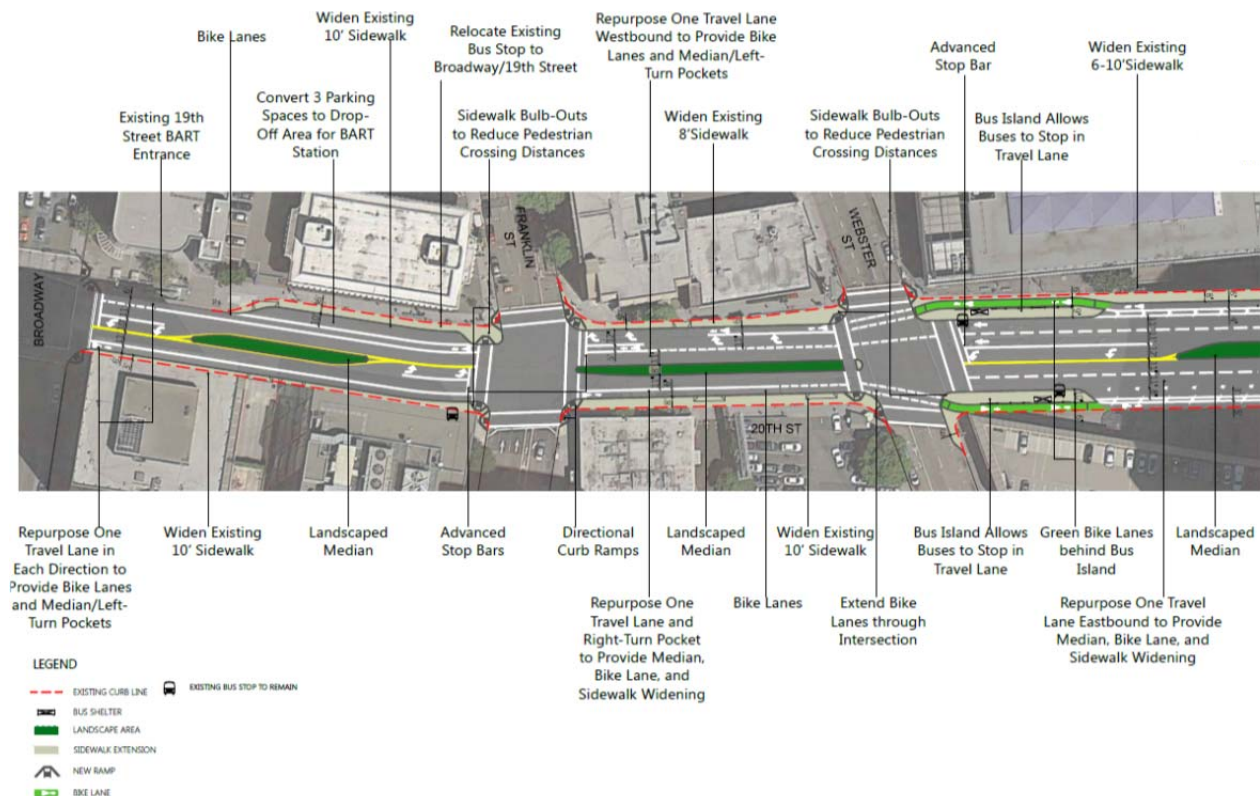 Bike Lanes
Widen Existing
10' Sidewalk
Relocate Existing
Bus Stop to
Broadway/19th Street
Repurpose One Travel Lane
Westbound to Provide Bike
Lanes and Median/Left-
Turn Pockets
Advanced
Stop Bar
Widen Existing
6-10'Sidewalk
Existing 19th
Street BART
Entrance
Convert 3 Parking
Spaces to Drop-
Off Area for BART
Station
Sidewalk Bulb-Outs
to Reduce Pedestrian
Crossing Distances
Widen Existing
8'Sidewalk
Sidewalk Bulb-Outs
to Reduce Pedestrian
Crossing Distances
Bus Island Allows
Buses to Stop in
Travel Lane
BROADWAY
FRANKLIN
ST
WEBSTER
ST
20TH ST
Repurpose One
Travel Lane in
Each Direction to
Provide Bike Lanes
and Median/Left-
Turn Pockets
Widen Existing
10' Sidewalk
Landscaped
Median
Advanced
Stop Bars
Directional
Curb Ramps
Landscaped
Median
Widen Existing
10' Sidewalk
Bus Island Allows
Buses to Stop in
Travel Lane
Green Bike Lanes
behind Bus
Island
Landscaped
Median
Repurpose One
Travel Lane and
Right-Turn Pocket
to Provide Median,
Bike Lane, and
Sidewalk Widening
Bike Lanes
Extend Bike
Lanes through
Intersection
Repurpose One Travel
Lane Eastbound to Provide
Median, Bike Lane, and
Sidewalk Widening
LEGEND
EXISTING CURB LINE
EXISTING BUS STOP TO REMAIN
BUS SHELTER
LANDSCAPE AREA
SIDEWALK EXTENSION
NEW RAMP
BIKE LANE